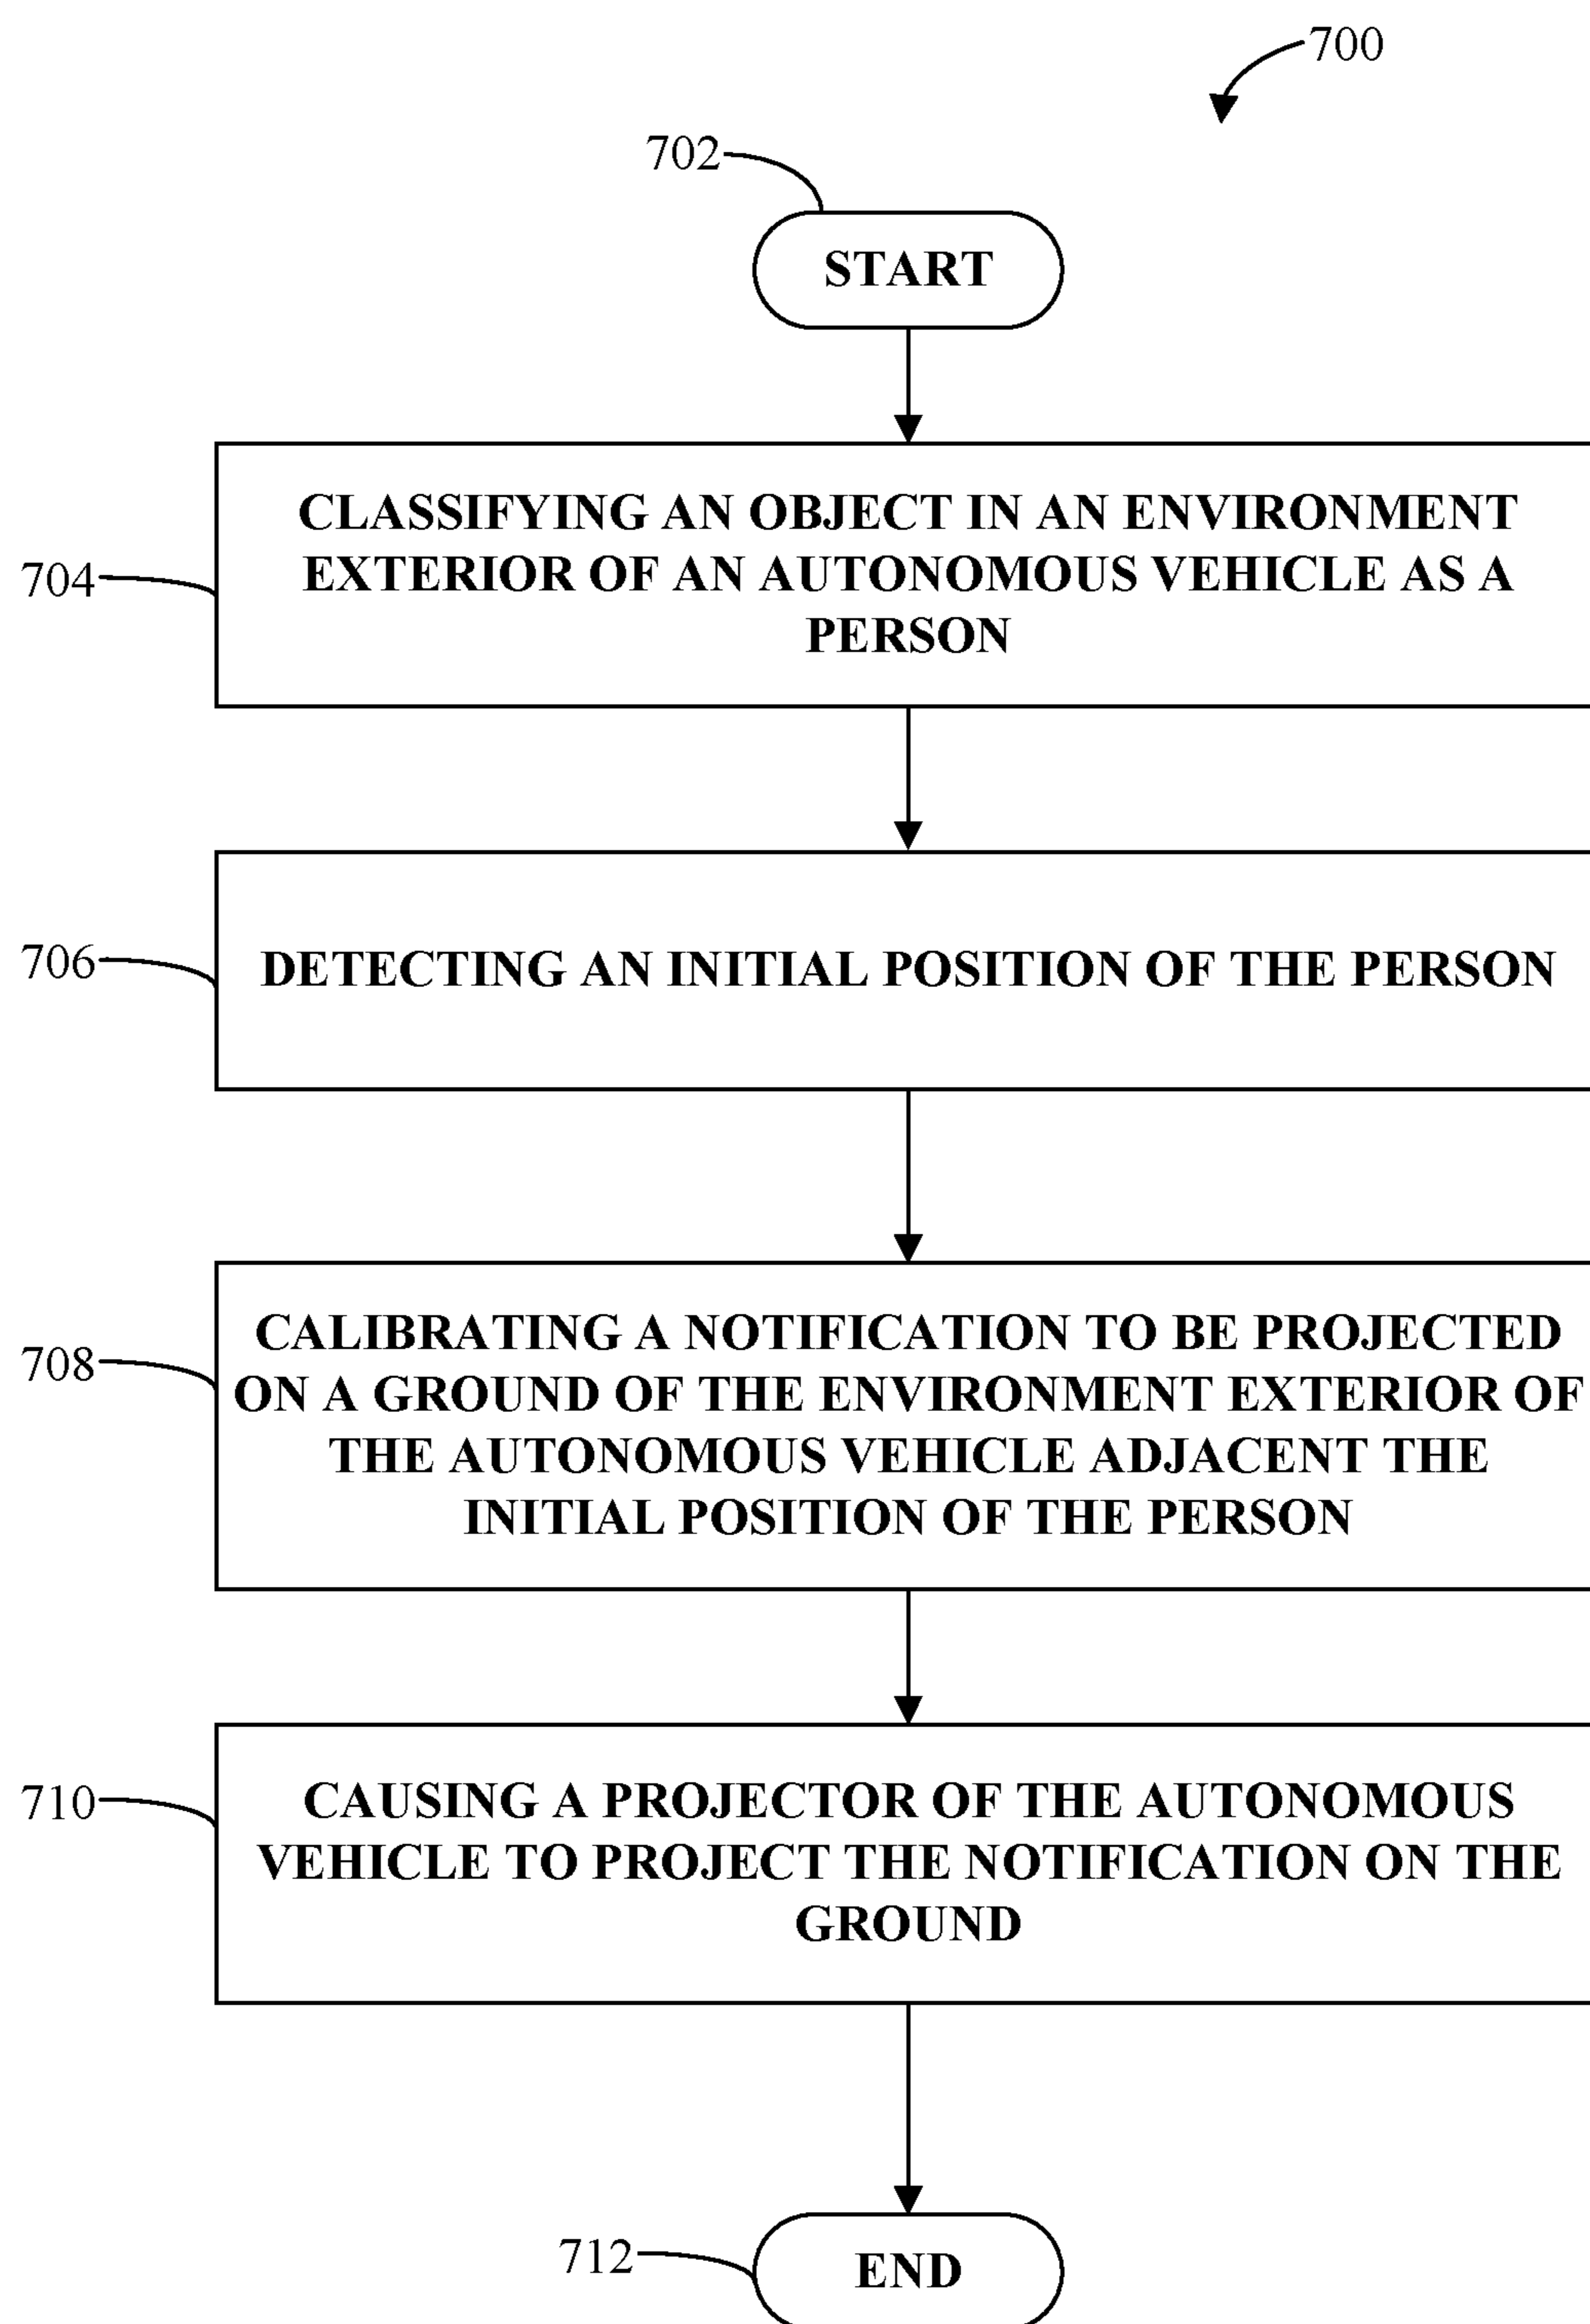 700
702
START
704
CLASSIFYING AN OBJECT IN AN ENVIRONMENT
EXTERIOR OF AN AUTONOMOUS VEHICLE AS A
PERSON
706
DETECTING AN INITIAL POSITION OF THE PERSON
708
CALIBRATING A NOTIFICATION TO BE PROJECTED
ON A GROUND OF THE ENVIRONMENT EXTERIOR OF
THE AUTONOMOUS VEHICLE ADJACENT THE
INITIAL POSITION OF THE PERSON
710
CAUSING A PROJECTOR OF THE AUTONOMOUS
VEHICLE TO PROJECT THE NOTIFICATION ON THE
GROUND
712
END